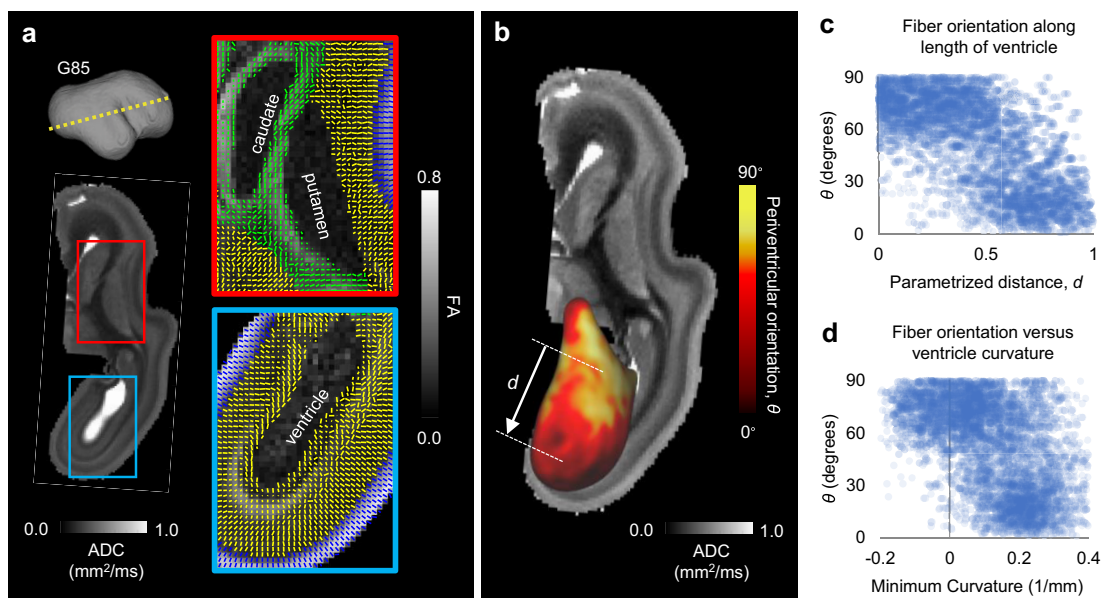 a
G85
caudate
putamen
ventricle
0.8
FA
0.0
0.0
1.0
ADC
(mm²/ms)
b
90°
Periventricular orientation, θ
0°
d
0.0
1.0
ADC
(mm²/ms)
c
Fiber orientation along
length of ventricle
90
60
30
0
θ (degrees)
0
0.5
1
Parametrized distance, d
d
Fiber orientation versus
ventricle curvature
90
60
30
0
θ (degrees)
-0.2
0
0.2
0.4
Minimum Curvature (1/mm)